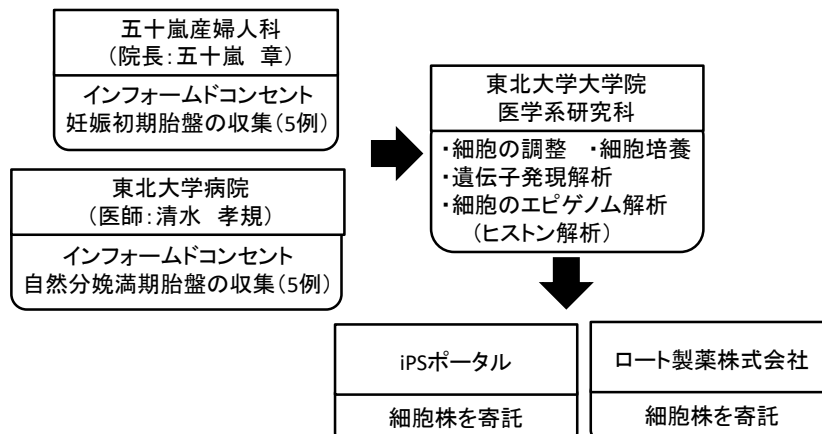 五十嵐産婦人科
（院長：五十嵐　章）
インフォームドコンセント
妊娠初期胎盤の収集（5例）
東北大学病院
（医師：清水　孝規）
インフォームドコンセント
自然分娩満期胎盤の収集（5例）
東北大学大学院
医学系研究科
・細胞の調整　・細胞培養
・遺伝子発現解析
・細胞のエピゲノム解析
（ヒストン解析）
iPSポータル
細胞株を寄託
ロート製薬株式会社
細胞株を寄託